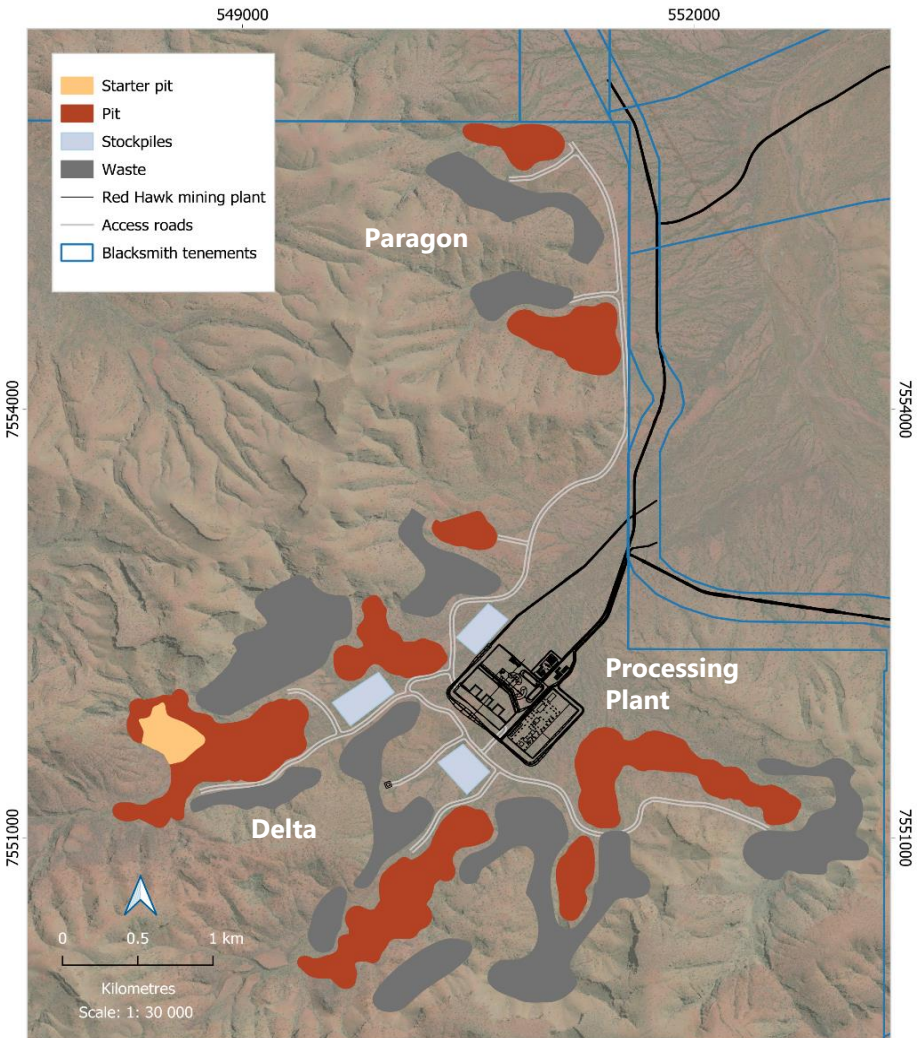 549000
552000
Starter pit
Pit
Stockpiles
Waste
Red Hawk mining plant
Access roads
Blacksmith tenements
Paragon
7554000
7554000
Processing
Plant
Delta
7551000
7551000
0 0.5 1 km
Kilometres
Scale: 1: 30 000